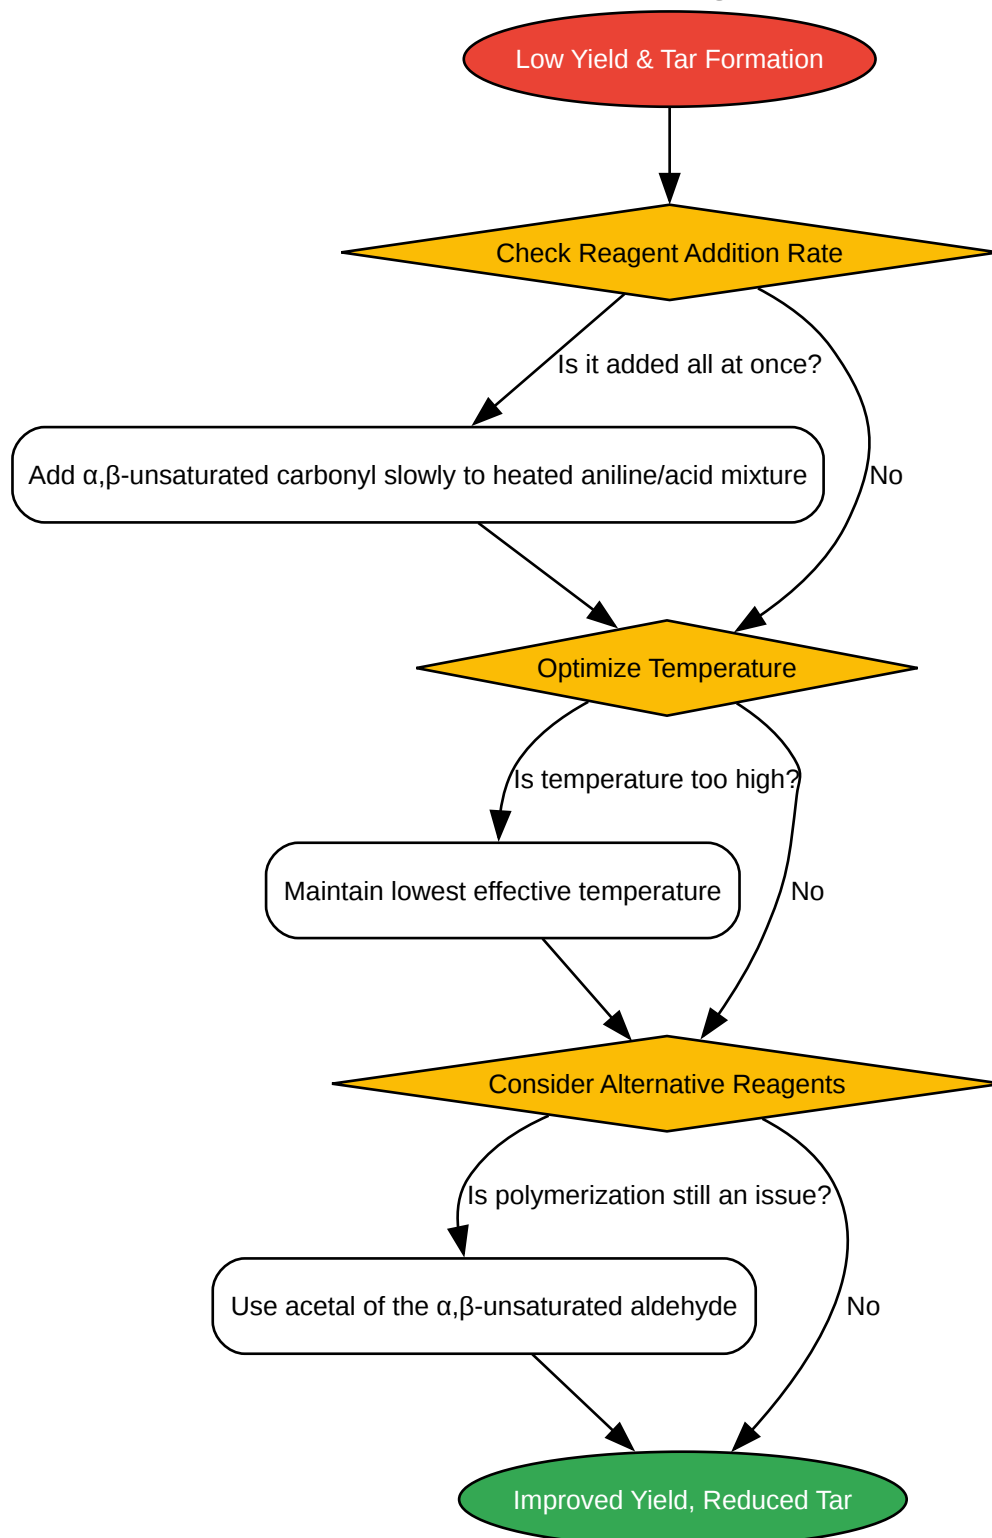 Low Yield & Tar Formation
Check Reagent Addition Rate
Is it added all at once?
Add α,β-unsaturated carbonyl slowly to heated aniline/acid mixture
No
Optimize Temperature
Is temperature too high?
Maintain lowest effective temperature
No
Consider Alternative Reagents
Is polymerization still an issue?
Use acetal of the α,β-unsaturated aldehyde
No
Improved Yield, Reduced Tar